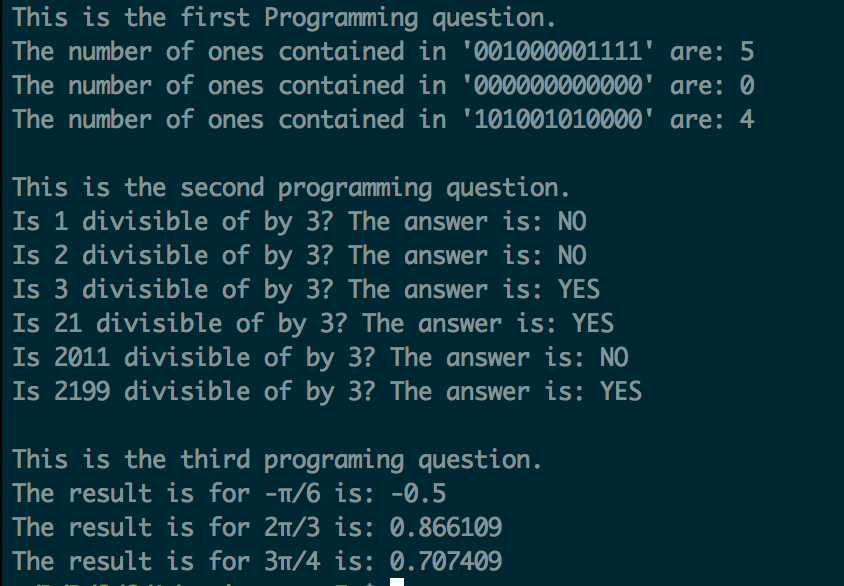 This is the first Programming question.
The number of ones contained in '001000001111' are: 5
The number of ones contained in '000000000000' are: 0
The number of ones contained in '101001010000' are: 4
This is the second programming question.
Is 1 divisible of by 3? The answer is: NO
Is 2 divisible of by 3? The answer is: NO
Is 3 divisible of by 3? The answer is: YES
Is 21 divisible of by 3? The answer is: YES
Is 2011 divisible of by 3? The answer is: NO
Is 2199 divisible of by 3? The answer is: YES
This is the third programing question.
The result is for -π/6 is: -0.5
The result is for 2π/3 is: 0.866109
The result is for 3π/4 is: 0.707409